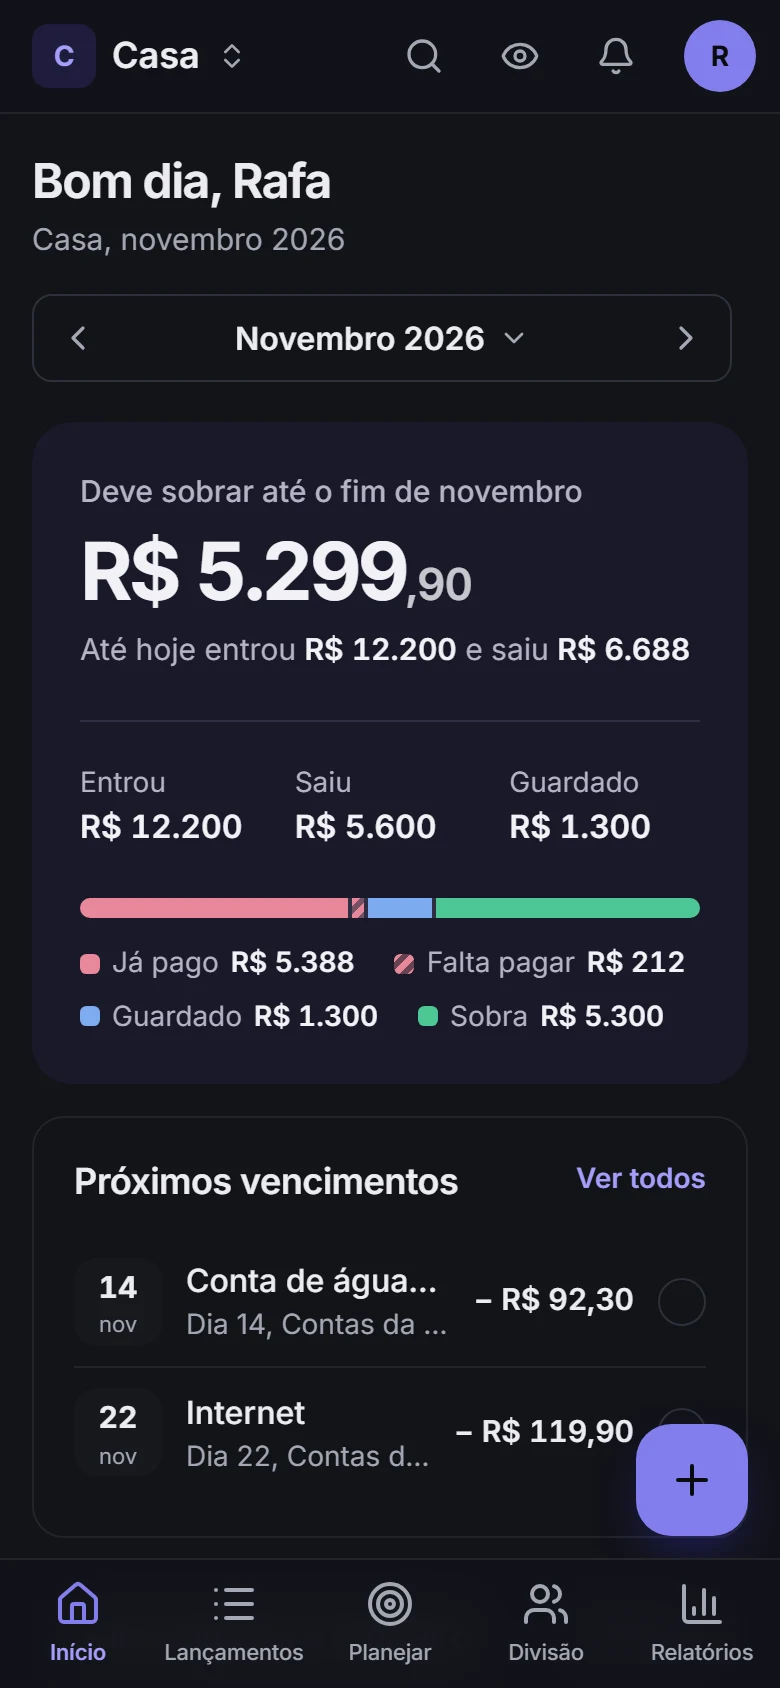 C Casa R
Bom dia, Rafa
Casa, novembro 2026
Novembro 2026
Deve sobrar até o fim de novembro
R$ 5.299,90
Até hoje entrou R$ 12.200 e saiu R$ 6.688
Entrou Saiu Guardado
R$ 12.200 R$ 5.600 R$ 1.300
Já pago R$ 5.388 Falta pagar R$ 212
Guardado R$ 1.300 Sobra R$ 5.300
Próximos vencimentos Ver todos
14 Conta de água... – R$ 92,30
nov Dia 14, Contas da ...
22 Internet – R$ 119,90
nov Dia 22, Contas d...
Início Lançamentos Planejar Divisão Relatórios